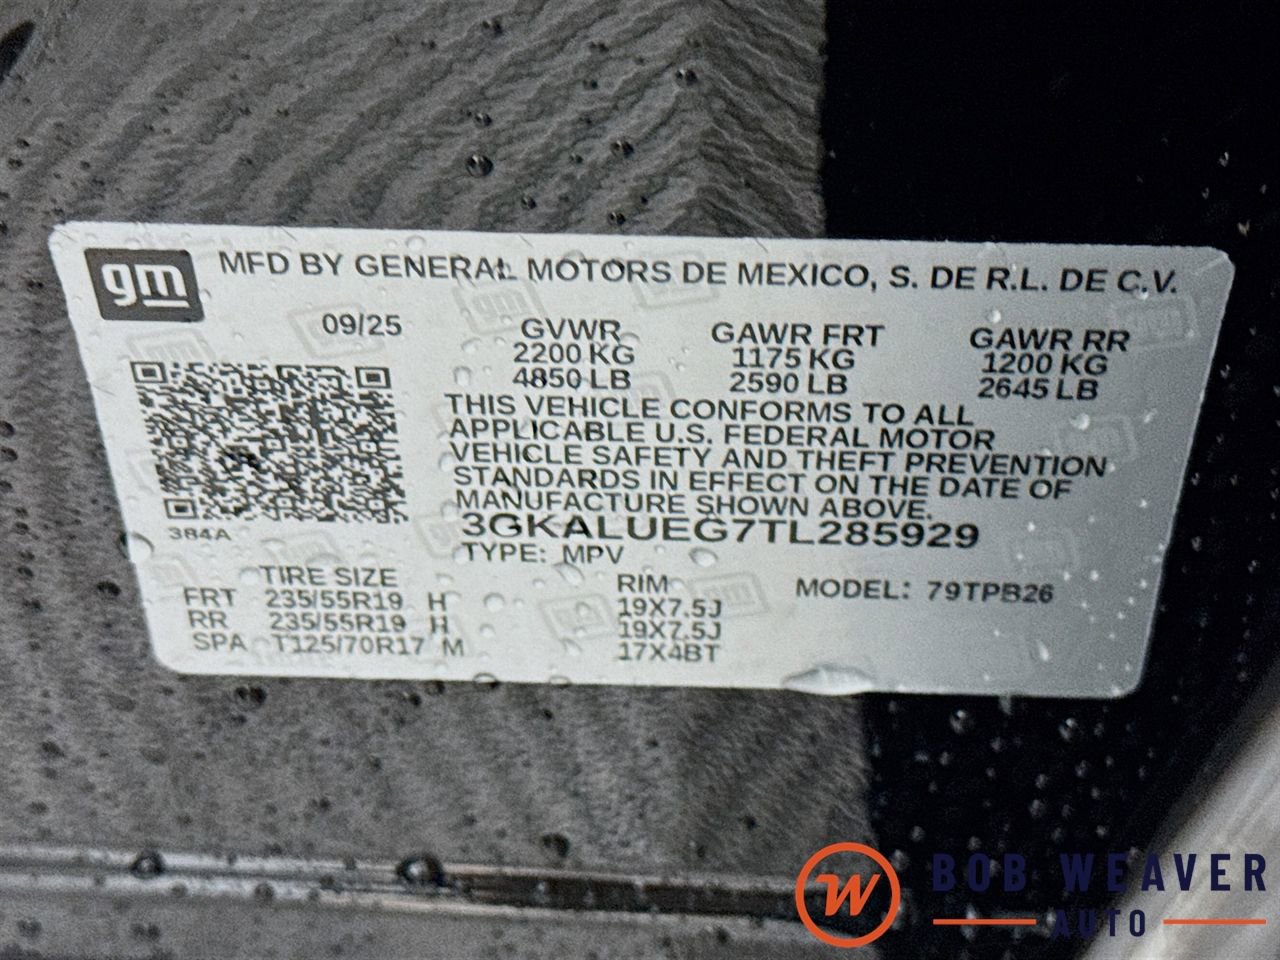 gm MFD BY GENERAL MOTORS DE MEXICO, S. DE R.L. DE C.V.
09/25 GVWR GAWR FRT GAWR RR
2200 KG 1175 KG 1200 KG
4850 LB 2590 LB 2645 LB
THIS VEHICLE CONFORMS TO ALL
APPLICABLE U.S. FEDERAL MOTOR
VEHICLE SAFETY AND THEFT PREVENTION
STANDARDS IN EFFECT ON THE DATE OF
MANUFACTURE SHOWN ABOVE.
3GKALUEG7TL285929
384A TYPE: MPV
TIRE SIZE RIM MODEL: 79TPB26
FRT 235/55R19 H 19X7.5J
RR 235/55R19 H 19X7.5J
SPA T125/70R17 M 17X4BT
W BOB WEAVER
AUTO